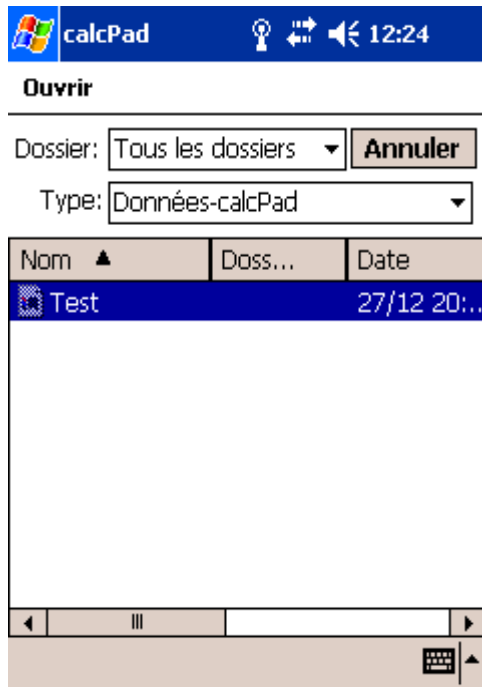 calcPad 12:24
Ouvrir
Dossier: Tous les dossiers Annuler
Type: Données-calcPad
Nom Doss... Date
Test 27/12 20:..